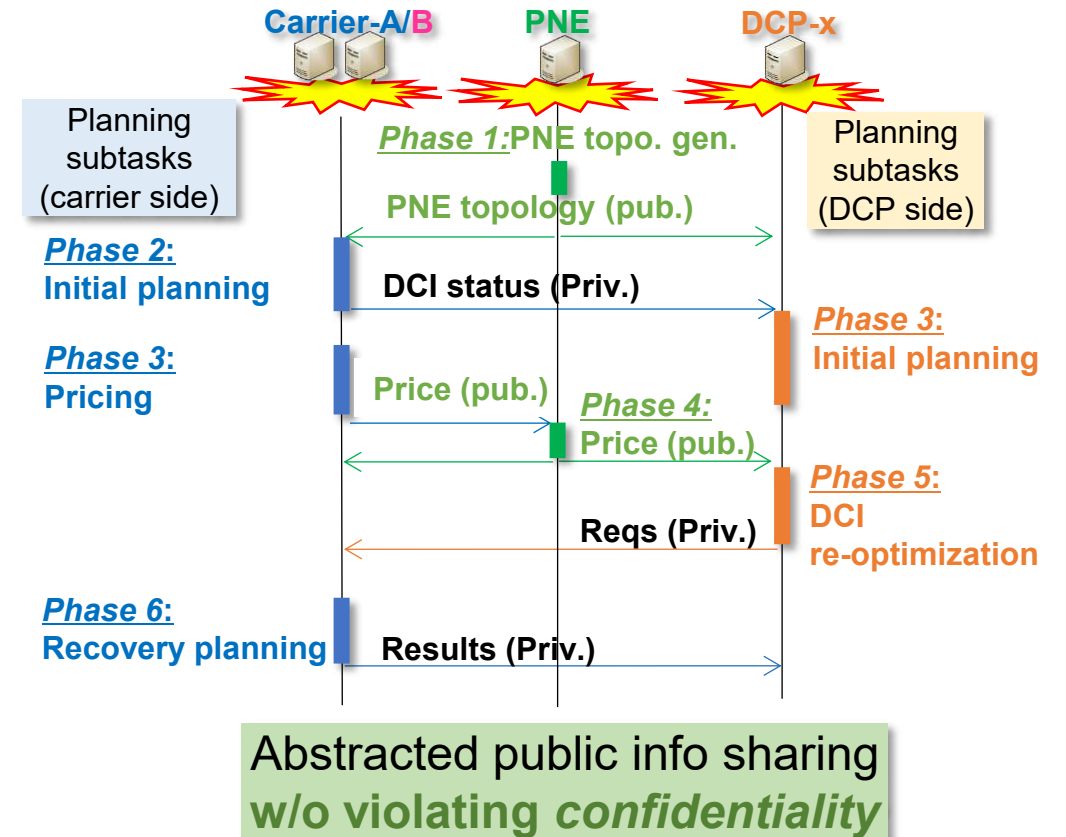 Carrier-A/B
PNE
DCP-x
Planning
subtasks
(carrier side)
Planning
subtasks
(DCP side)
Phase 1:PNE topo. gen.
PNE topology (pub.)
Phase 2:
Initial planning
DCI status (Priv.)
Phase 3:
Initial planning
Phase 3:
Pricing
Price (pub.)
Phase 4:
Price (pub.)
Phase 5:
DCI
re-optimization
Reqs (Priv.)
Phase 6:
Recovery planning
Results (Priv.)
Abstracted public info sharing
w/o violating confidentiality